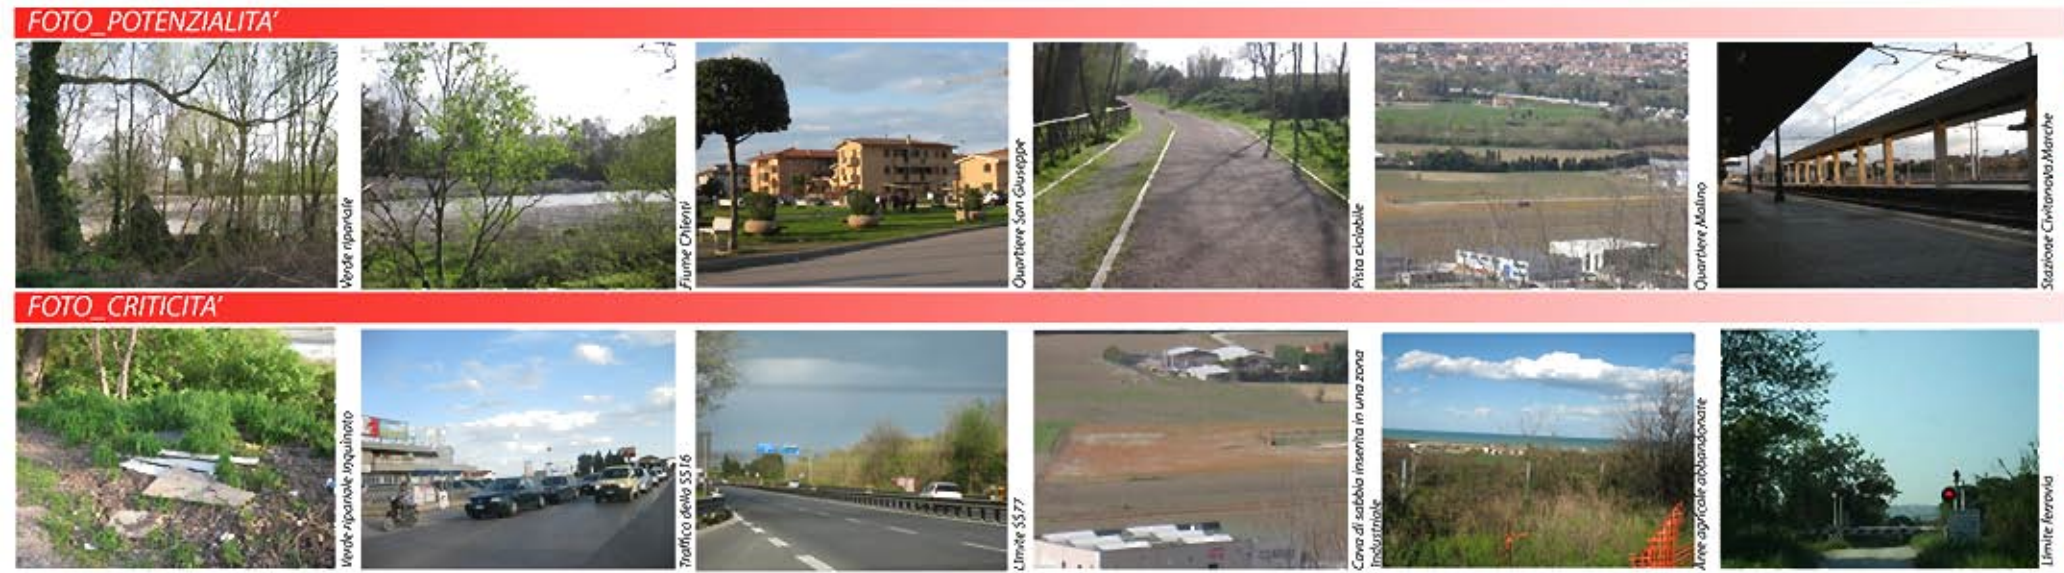 FOTO_POTENZIALITA'
Verde ripariale
Fiume Chienti
Quartiere San Giuseppe
Pista ciclabile
Quartiere Molino
Stazione Civitanova Marche
FOTO_CRITICITA'
Verde ripariale inquinato
Traffico della SS16
Limite SS77
Cava di sabbia inserita in una zona
Industriale
Aree agricole abbandonate
Limite ferrovia